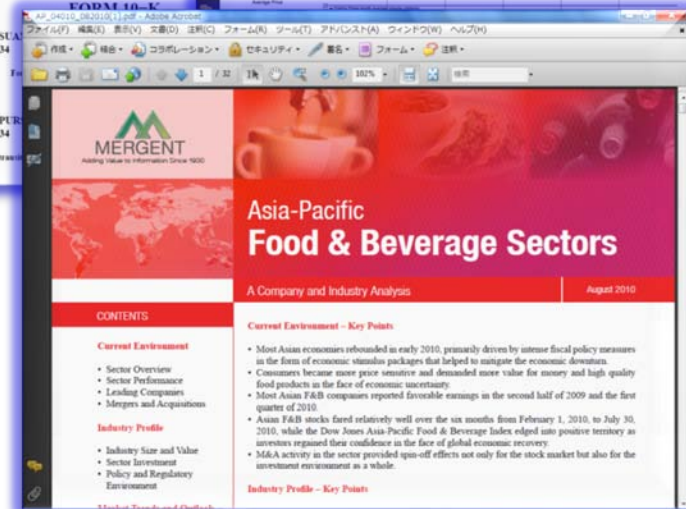 FORM 10-K
SUA
34
Fo
PUR
34
Average Price
AP_04010_082010[1].pdf - Adobe Acrobat
ファイル(F) 編集(E) 表示(V) 文書(D) 注釈(C) フォーム(R) ツール(T) アドバンスト(A) ウィンドウ(W) ヘルプ(H)
作成 結合 コラボレーション セキュリティ 署名 フォーム 注釈
1 / 32 102% 検索
MERGENT
Adding Value to Information Since 1900
Asia-Pacific
Food & Beverage Sectors
A Company and Industry Analysis
August 2010
CONTENTS
Current Environment
• Sector Overview
• Sector Performance
• Leading Companies
• Mergers and Acquisitions
Industry Profile
• Industry Size and Value
• Sector Investment
• Policy and Regulatory
Environment
Market Trends and Outlook
Current Environment – Key Points
• Most Asian economies rebounded in early 2010, primarily driven by intense fiscal policy measures
in the form of economic stimulus packages that helped to mitigate the economic downturn.
• Consumers became more price sensitive and demanded more value for money and high quality
food products in the face of economic uncertainty.
• Most Asian F&B companies reported favorable earnings in the second half of 2009 and the first
quarter of 2010.
• Asian F&B stocks fared relatively well over the six months from February 1, 2010, to July 30,
2010, while the Dow Jones Asia-Pacific Food & Beverage Index edged into positive territory as
investors regained their confidence in the face of global economic recovery.
• M&A activity in the sector provided spin-off effects not only for the stock market but also for the
investment environment as a whole.
Industry Profile – Key Points